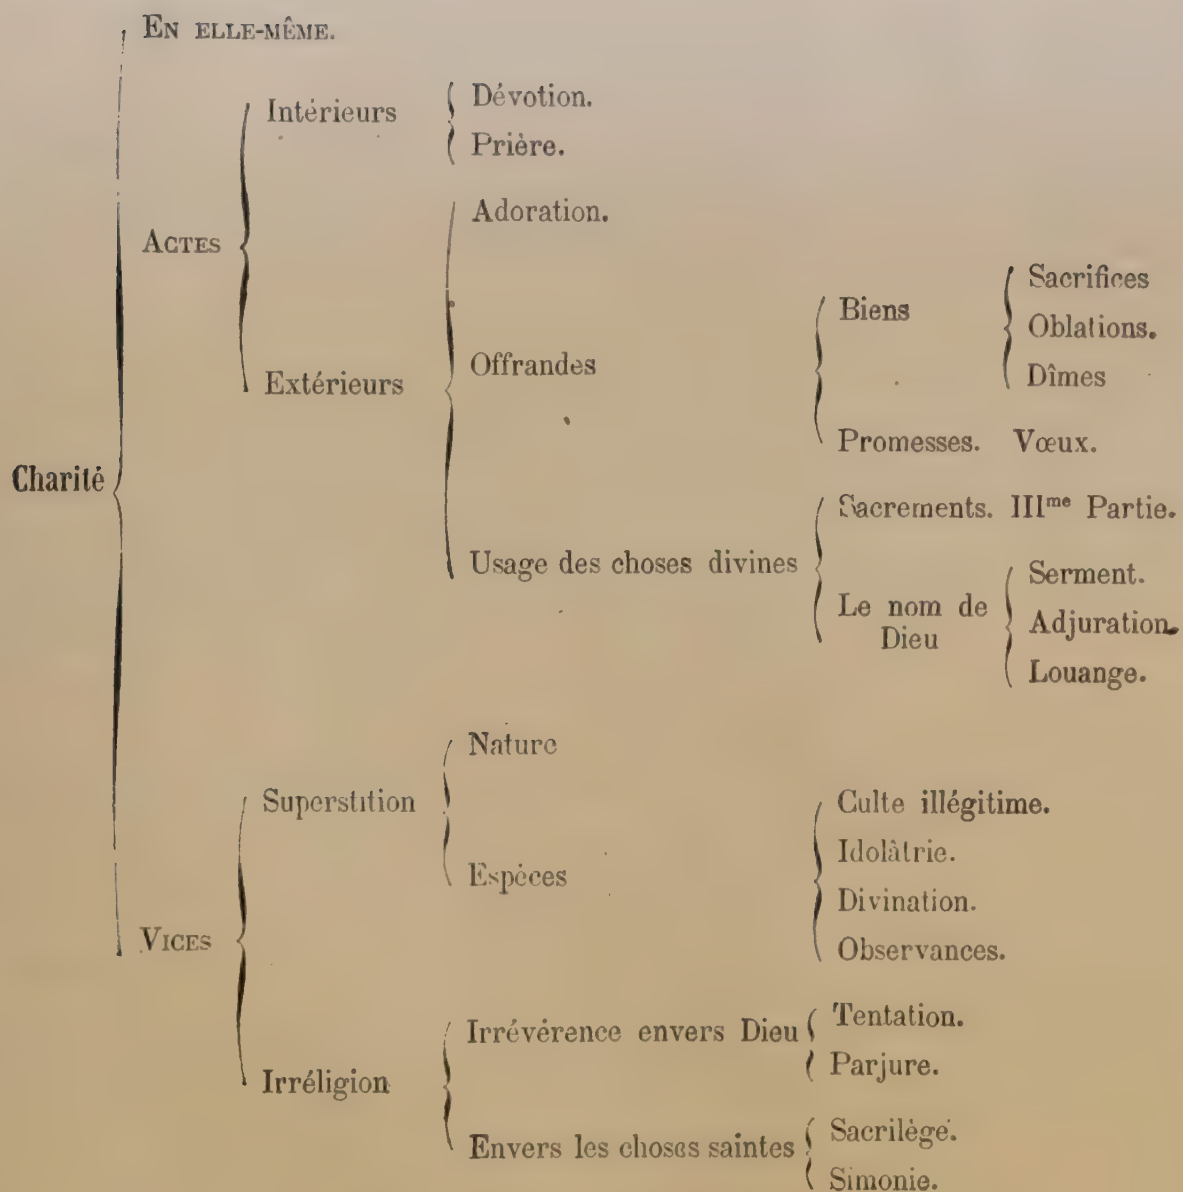 EN ELLE-MÊME.
Intérieurs
Dévotion.
Prière.
ACTES
Adoration.
Extérieurs
Offrandes
Biens
Sacrifices
Oblations.
Dîmes
Promesses. Vœux.
Charité
Usage des choses divines
Sacrements. IIIme Partie.
Le nom de
Dieu
Serment.
Adjuration.
Louange.
Superstition
Nature
Espèces
Culte illégitime.
Idolâtrie.
Divination.
Observances.
VICES
Irréligion
Irrévérence envers Dieu
Tentation.
Parjure.
Envers les choses saintes
Sacrilège.
Simonie.